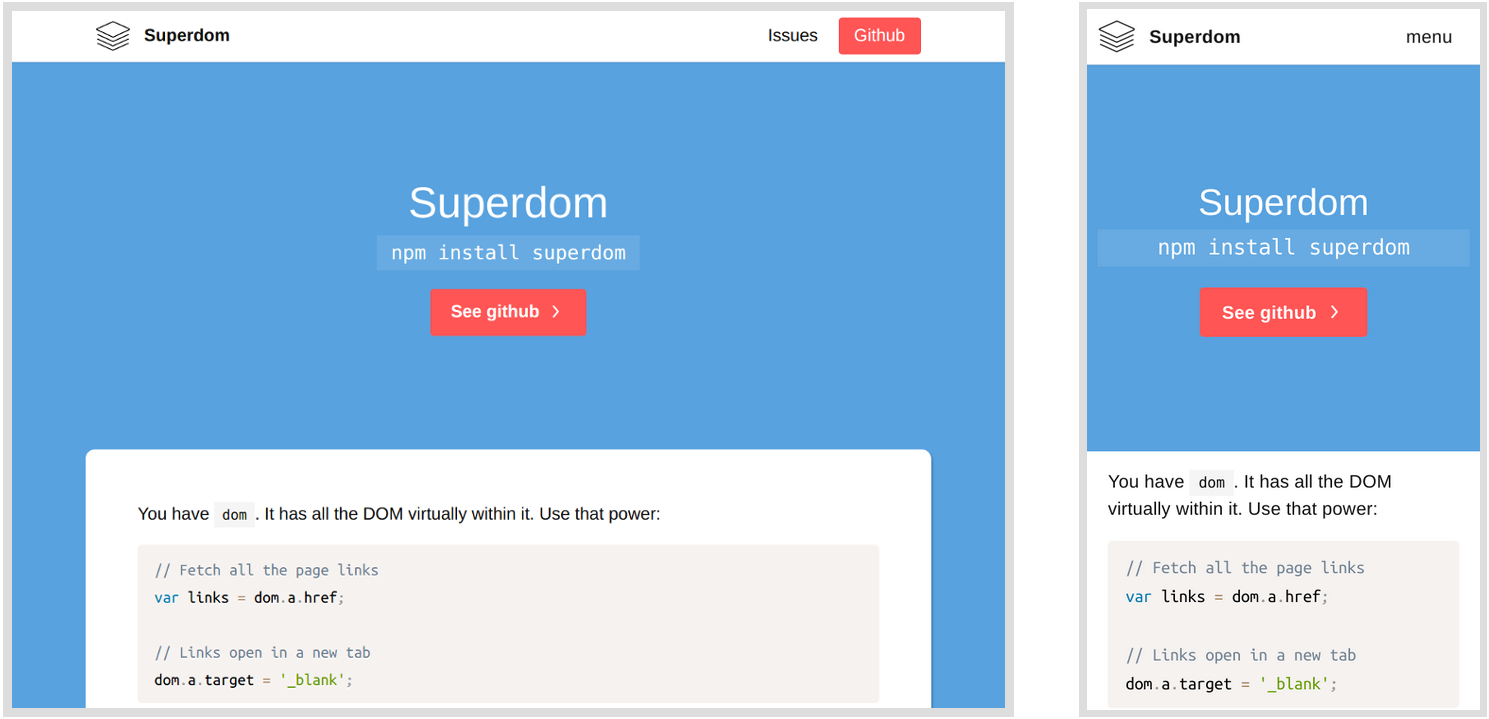 Superdom
Issues
Github
Superdom
npm install superdom
See github
You have dom . It has all the DOM virtually within it. Use that power:
// Fetch all the page links
var links = dom.a.href;
// Links open in a new tab
dom.a.target = '_blank';
Superdom
menu
Superdom
npm install superdom
See github
You have dom . It has all the DOM
virtually within it. Use that power:
// Fetch all the page links
var links = dom.a.href;
// Links open in a new tab
dom.a.target = '_blank';